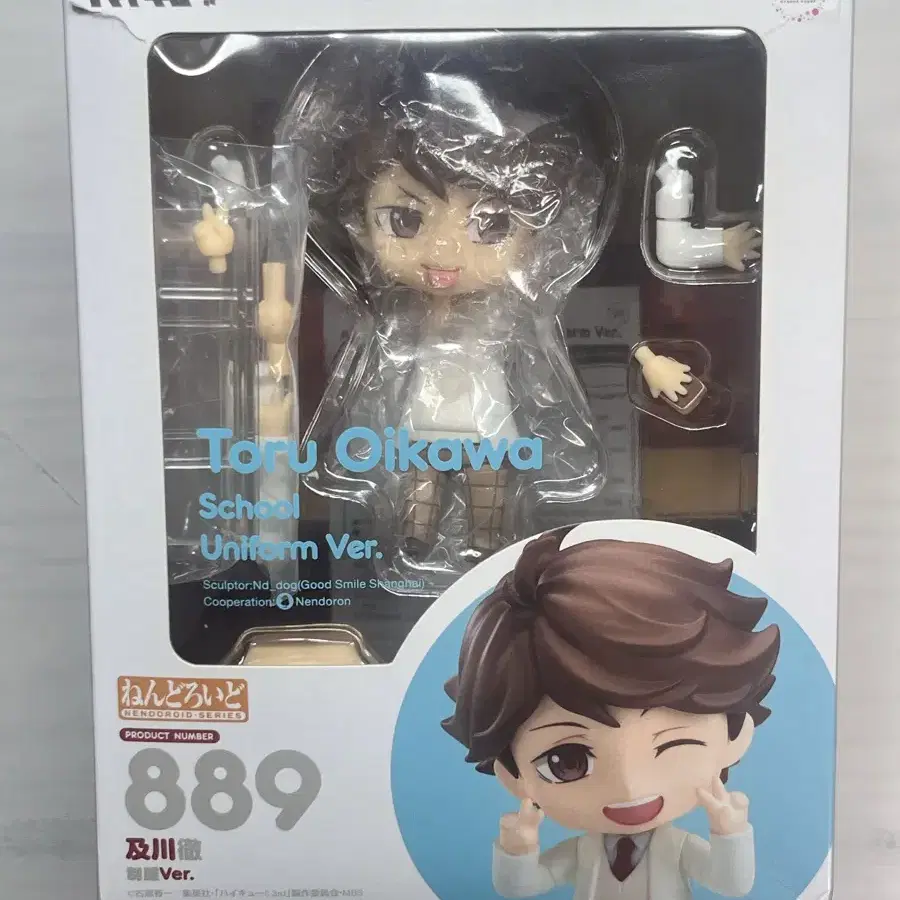 Toru Oikawa
School
Uniform Ver.
Sculptor:Nd_dog(Good Smile Shanghai)
Cooperation: Nendoron
ねんどろいど
NENDOROID·SERIES
PRODUCT NUMBER
889
及川徹
制服Ver.